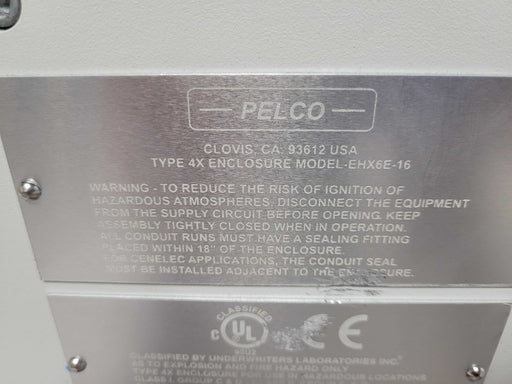 PELCO
CLOVIS, CA. 93612 USA
TYPE 4X ENCLOSURE MODEL-EHX6E-16
WARNING - TO REDUCE THE RISK OF IGNITION OF
HAZARDOUS ATMOSPHERES, DISCONNECT THE EQUIPMENT
FROM THE SUPPLY CIRCUIT BEFORE OPENING. KEEP
ASSEMBLY TIGHTLY CLOSED WHEN IN OPERATION.
ALL CONDUIT RUNS MUST HAVE A SEALING FITTING
PLACED WITHIN 18" OF THE ENCLOSURE.
FOR CENELEC APPLICATIONS, THE CONDUIT SEAL
MUST BE INSTALLED ADJACENT TO THE ENCLOSURE.
CLASSIFIED
C UL US CE
CLASSIFIED BY UNDERWRITERS LABORATORIES INC.
AS TO EXPLOSION AND FIRE HAZARD ONLY
TYPE 4X ENCLOSURE FOR USE IN HAZARDOUS LOCATIONS
CLASS I, GROUP C &